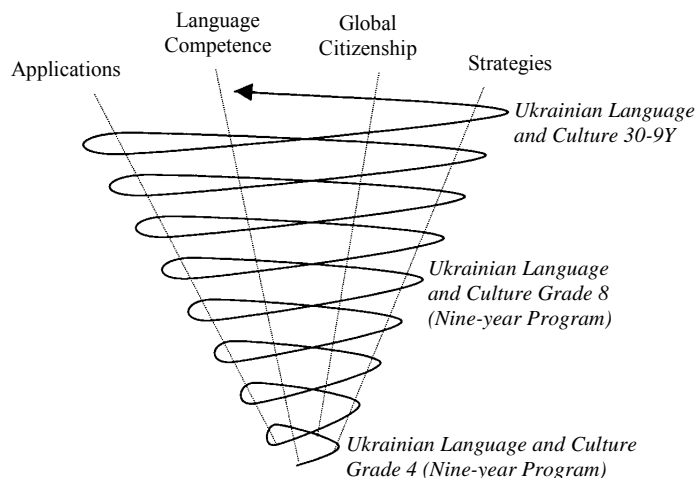 Applications
Language
Competence
Global
Citizenship
Strategies
Ukrainian Language
and Culture 30-9Y
Ukrainian Language
and Culture Grade 8
(Nine-year Program)
Ukrainian Language and Culture
Grade 4 (Nine-year Program)